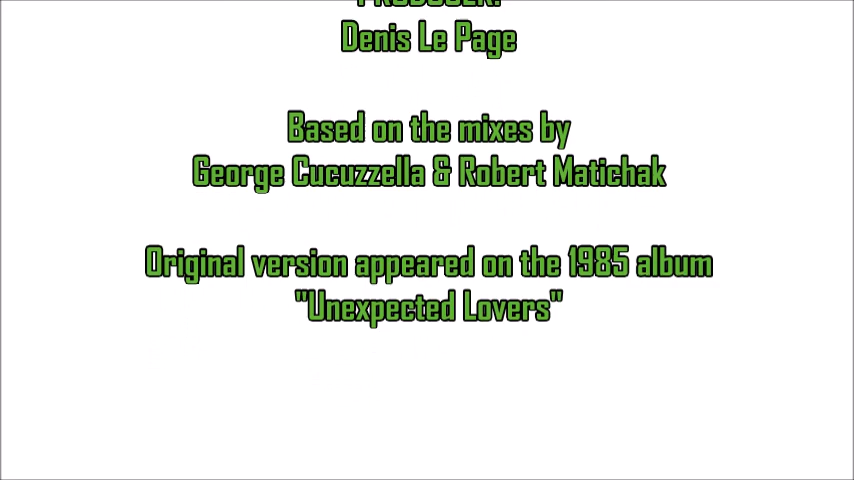 PRODUCER:
Denis Le Page
Based on the mixes by
George Cucuzzella & Robert Matichak
Original version appeared on the 1985 album
"Unexpected Lovers"